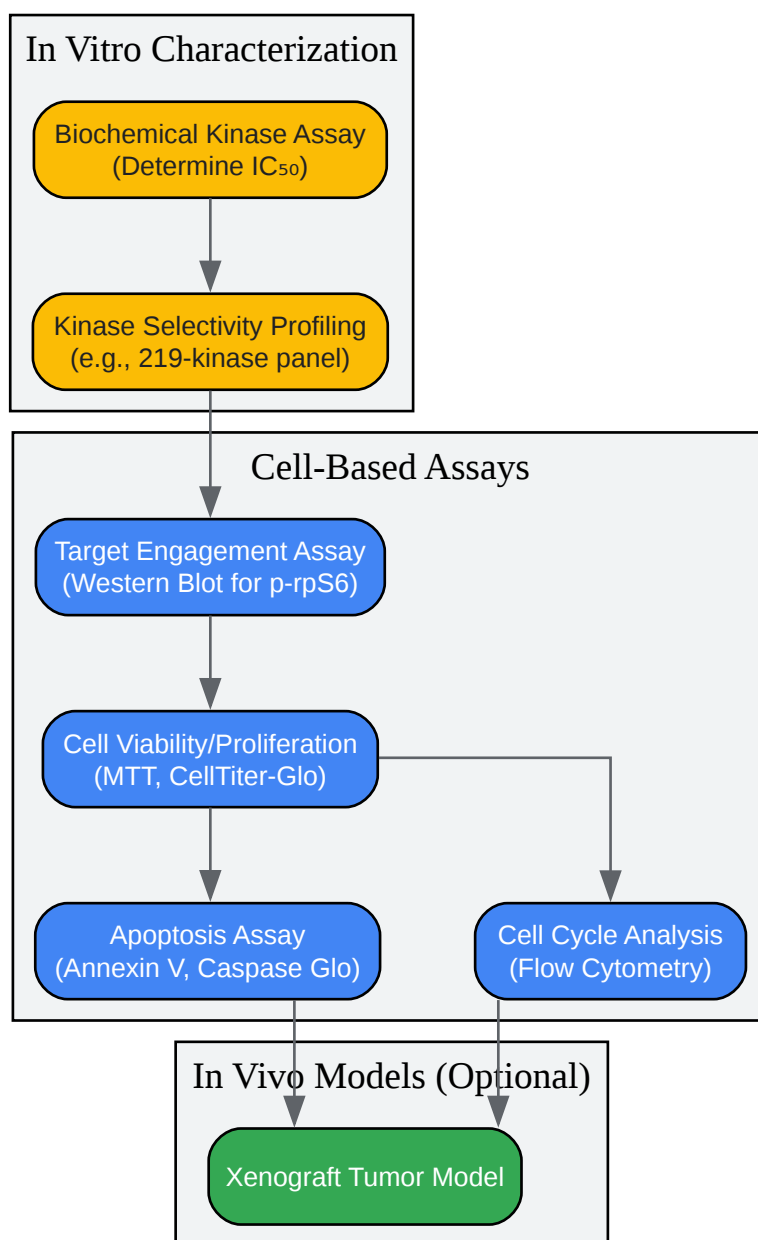 In Vitro Characterization
Biochemical Kinase Assay
(Determine IC₅₀)
Kinase Selectivity Profiling
(e.g., 219-kinase panel)
Cell-Based Assays
Target Engagement Assay
(Western Blot for p-rpS6)
Cell Viability/Proliferation
(MTT, CellTiter-Glo)
Apoptosis Assay
(Annexin V, Caspase Glo)
Cell Cycle Analysis
(Flow Cytometry)
In Vivo Models (Optional)
Xenograft Tumor Model